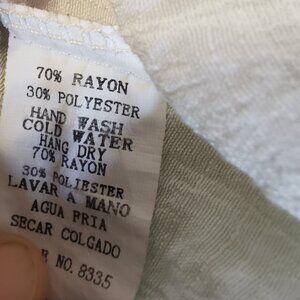 70% RAYON
30% POLYESTER
HAND WASH
COLD WATER
HANG DRY
70% RAYON
30% POLIESTER
LAVAR A MANO
AGUA FRIA
SECAR COLGADO
NO. 8335